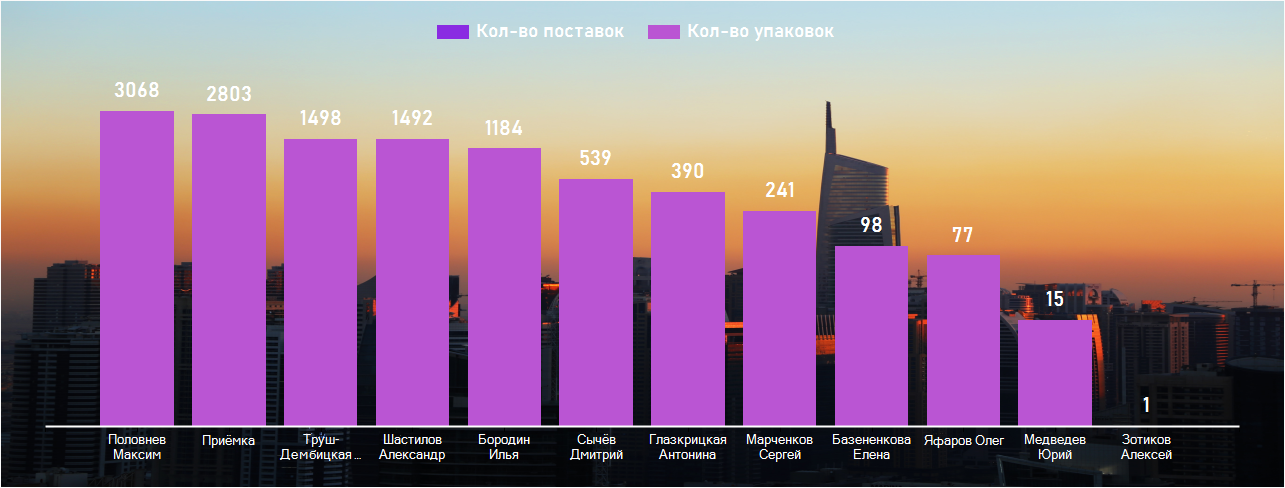 Кол-во поставок Кол-во упаковок
3068 2803 1498 1492 1184 539 390 241 98 77 15 1
Половнев Максим
Приёмка
Труш-
Дембицкая...
Шастилов
Александр
Бородин
Илья
Сычёв
Дмитрий
Глазкрицкая
Антонина
Марченков
Сергей
Базененкова
Елена
Яфаров Олег
Медведев
Юрий
Зотиков
Алексей